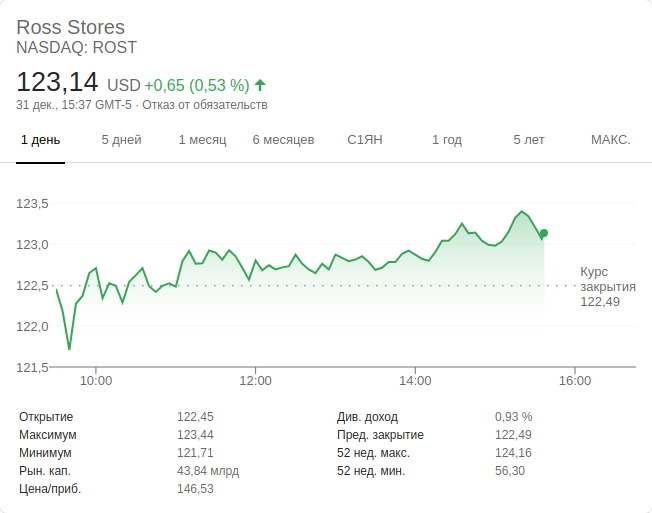 Ross Stores
NASDAQ: ROST
123,14 USD +0,65 (0,53 %)
31 дек., 15:37 GMT-5 · Отказ от обязательств
1 день 5 дней 1 месяц 6 месяцев С1ЯН 1 год 5 лет МАКС.
123,5
123,0
122,5
122,0
121,5
Курс
закрытия
122,49
10:00 12:00 14:00 16:00
Открытие 122,45 Див. доход 0,93 %
Максимум 123,44 Пред. закрытие 122,49
Минимум 121,71 52 нед. макс. 124,16
Рын. кап. 43,84 млрд 52 нед. мин. 56,30
Цена/приб. 146,53